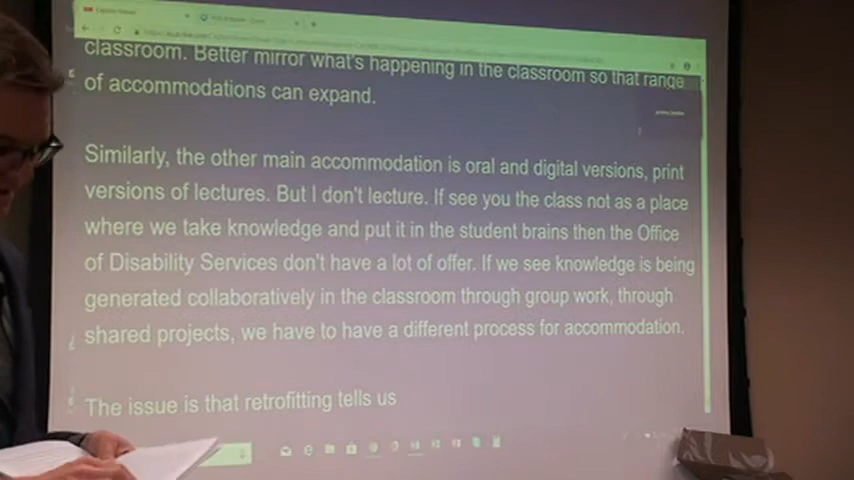 classroom. Better mirror what's happening in the classroom so that range
of accommodations can expand.
Similarly, the other main accommodation is oral and digital versions, print
versions of lectures. But I don't lecture. If see you the class not as a place
where we take knowledge and put it in the student brains then the Office
of Disability Services don't have a lot of offer. If we see knowledge is being
generated collaboratively in the classroom through group work, through
shared projects, we have to have a different process for accommodation.
The issue is that retrofitting tells us